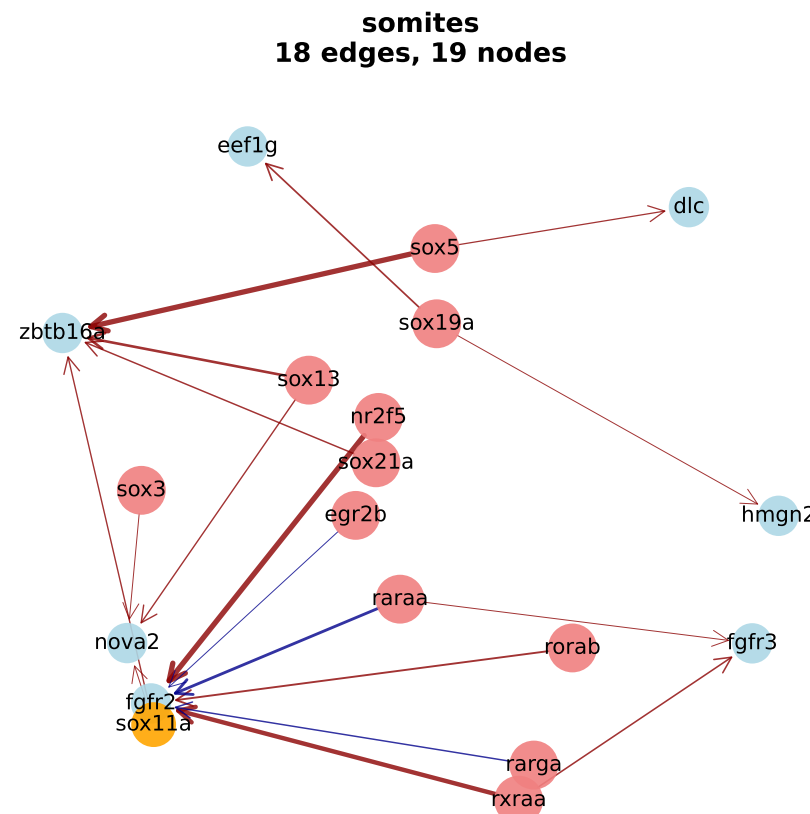 somites
18 edges, 19 nodes
eef1g
dlc
sox5
sox19a
zbtb16a
sox13
nr2f5
sox21a
sox3
egr2b
hmgn2
raraa
nova2
rorab
fgfr3
fgfr2
sox11a
rarga
rxraa